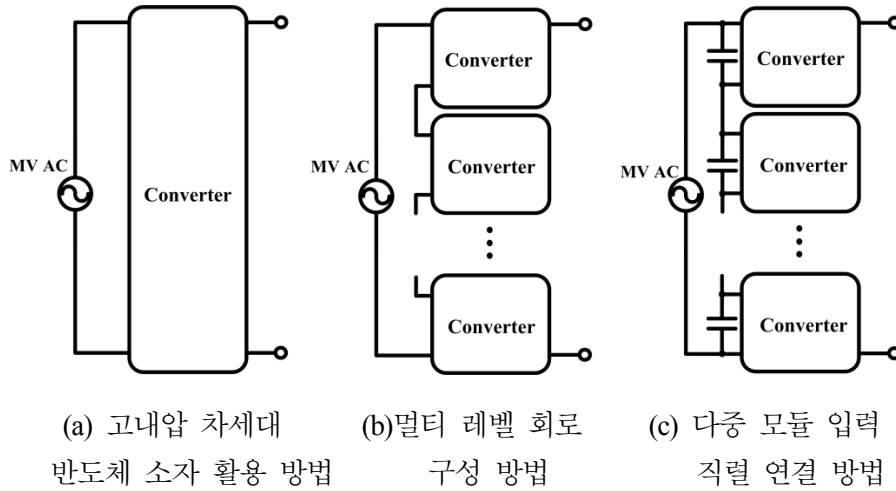 MV AC
Converter
MV AC
Converter
Converter
Converter
MV AC
Converter
Converter
Converter
(a) 고내압 차세대
반도체 소자 활용 방법
(b)멀티 레벨 회로
구성 방법
(c) 다중 모듈 입력
직렬 연결 방법